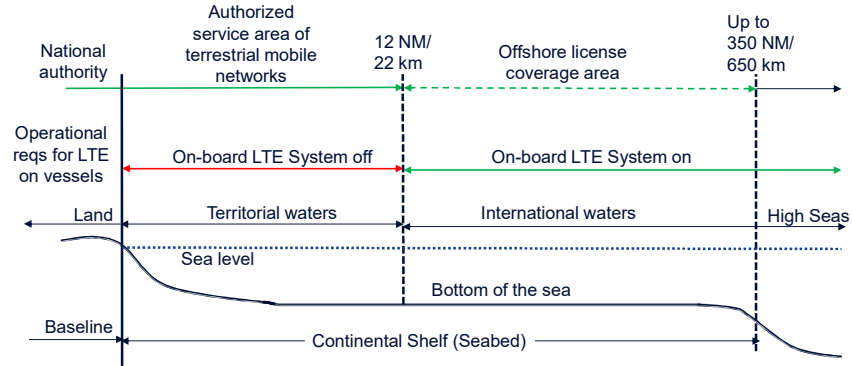 National
authority
Authorized
service area of
terrestrial mobile
networks
12 NM/
22 km
Offshore license
coverage area
Up to
350 NM/
650 km
Operational
reqs for LTE
on vessels
On-board LTE System off
On-board LTE System on
Land
Territorial waters
International waters
High Seas
Sea level
Bottom of the sea
Baseline
Continental Shelf (Seabed)